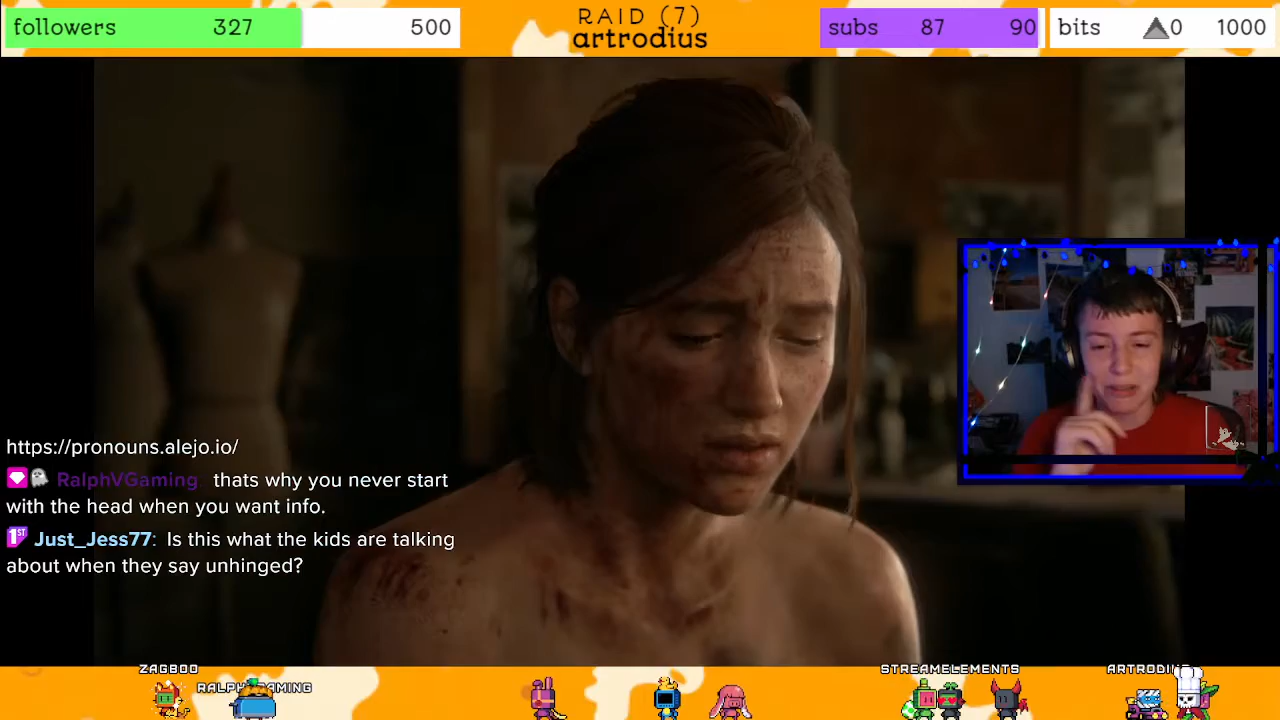 followers 327 500
RAID (7)
artrodius
subs 87 90
bits 0 1000
https://pronouns.alejo.io/
RalphVGaming thats why you never start
with the head when you want info.
1ST Just_Jess77: Is this what the kids are talking
about when they say unhinged?
ZAGBOO
STREAMELEMENTS